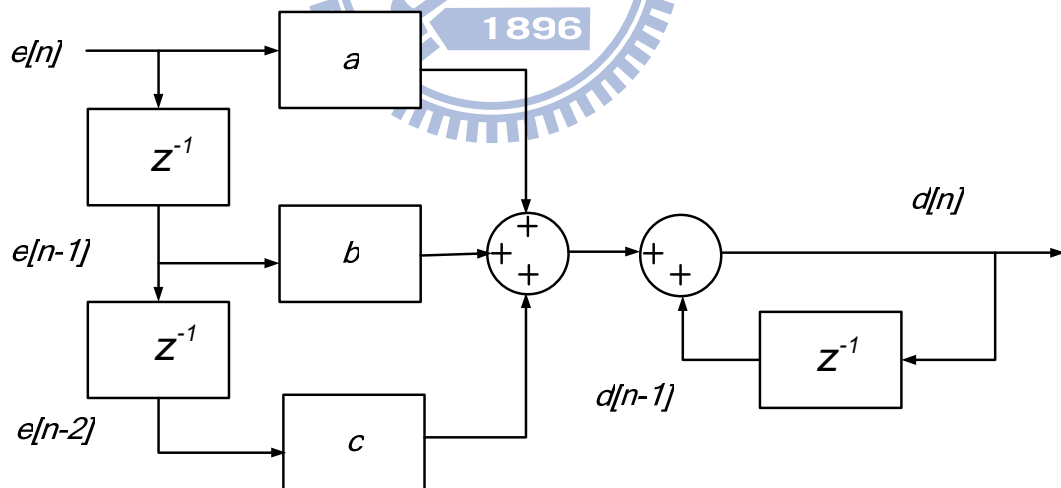 1896
e[n]
a
z⁻¹
d[n]
e[n-1]
b
+
+
+
+
+
z⁻¹
z⁻¹
d[n-1]
e[n-2]
c